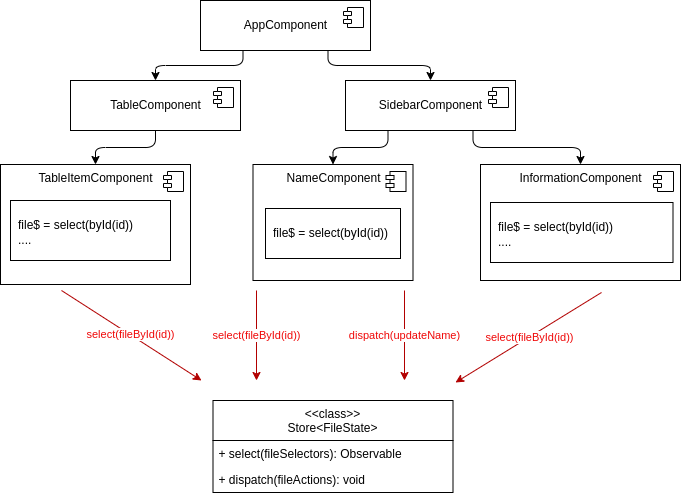 AppComponent
TableComponent
SidebarComponent
TableItemComponent
file$ = select(byId(id))
....
NameComponent
file$ = select(byId(id))
InformationComponent
file$ = select(byId(id))
....
select(fileById(id))
select(fileById(id))
dispatch(updateName)
select(fileById(id))
<<class>>
Store<FileState>
+ select(fileSelectors): Observable
+ dispatch(fileActions): void